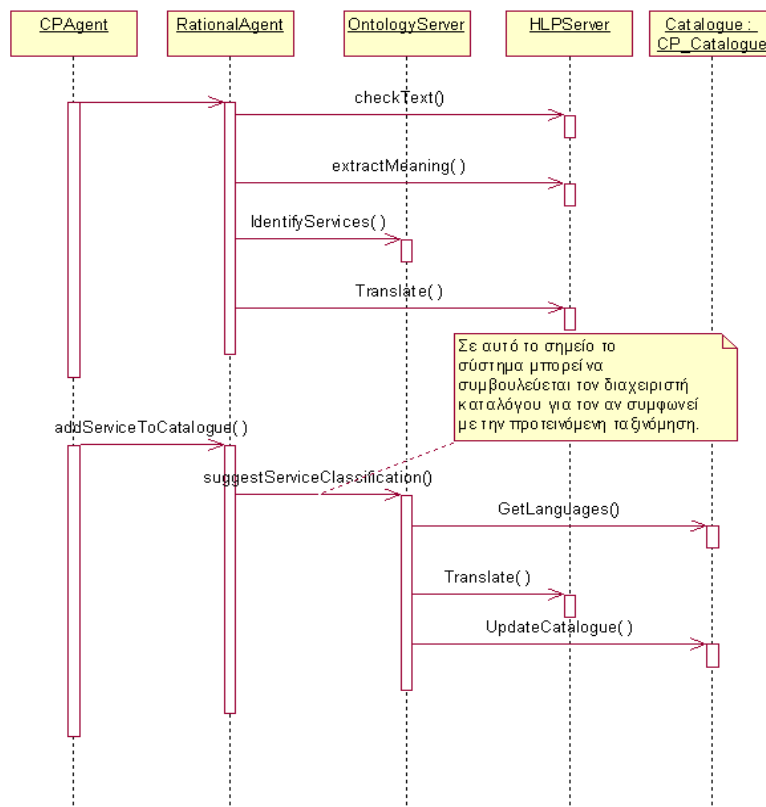 CPAgent
RationalAgent
OntologyServer
HLPServer
Catalogue :
CP_Catalogue
checkText()
extractMeaning( )
IdentifyServices( )
Translate( )
Σε αυτό το σημείο το
σύστημα μπορεί να
συμβουλεύεται τον διαχειριστή
καταλόγου για τον αν συμφωνεί
με την προτεινόμενη ταξινόμηση.
addServiceToCatalogue( )
suggestServiceClassification()
GetLanguages()
Translate( )
UpdateCatalogue( )